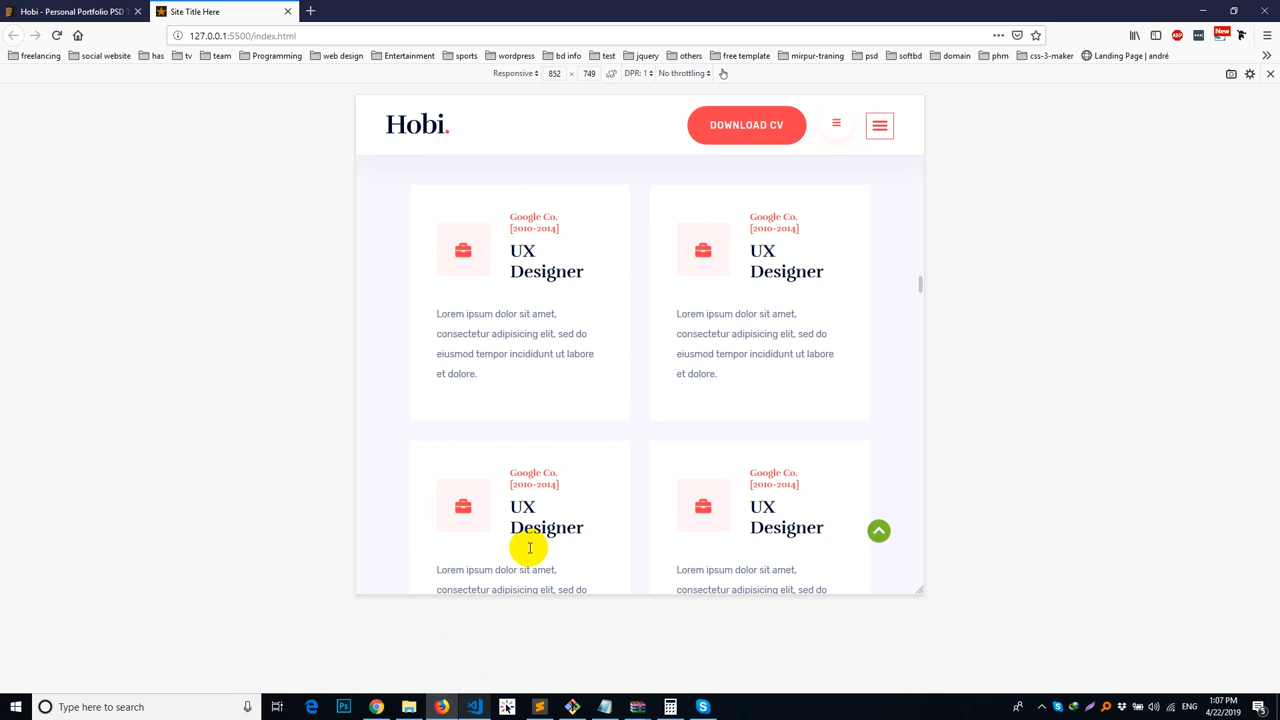 Hobi - Personal Portfolio PSD T
Site Title Here
127.0.0.1:5500/index.html
New
freelancing
social website
has
tv
team
Programming
web design
Entertainment
sports
wordpress
bd info
test
jquery
others
free template
mirpur-traning
psd
softbd
domain
phm
css-3-maker
Landing Page | andré
Responsive
852 × 749
DPR: 1
No throttling
Hobi.
DOWNLOAD CV
Google Co.
[2010-2014]
UX
Designer
Lorem ipsum dolor sit amet,
consectetur adipisicing elit, sed do
eiusmod tempor incididunt ut labore
et dolore.
Google Co.
[2010-2014]
UX
Designer
Lorem ipsum dolor sit amet,
consectetur adipisicing elit, sed do
eiusmod tempor incididunt ut labore
et dolore.
Google Co.
[2010-2014]
UX
Designer
Lorem ipsum dolor sit amet,
consectetur adipisicing elit, sed do
Google Co.
[2010-2014]
UX
Designer
Lorem ipsum dolor sit amet,
consectetur adipisicing elit, sed do
Type here to search
ENG
1:07 PM
4/22/2019